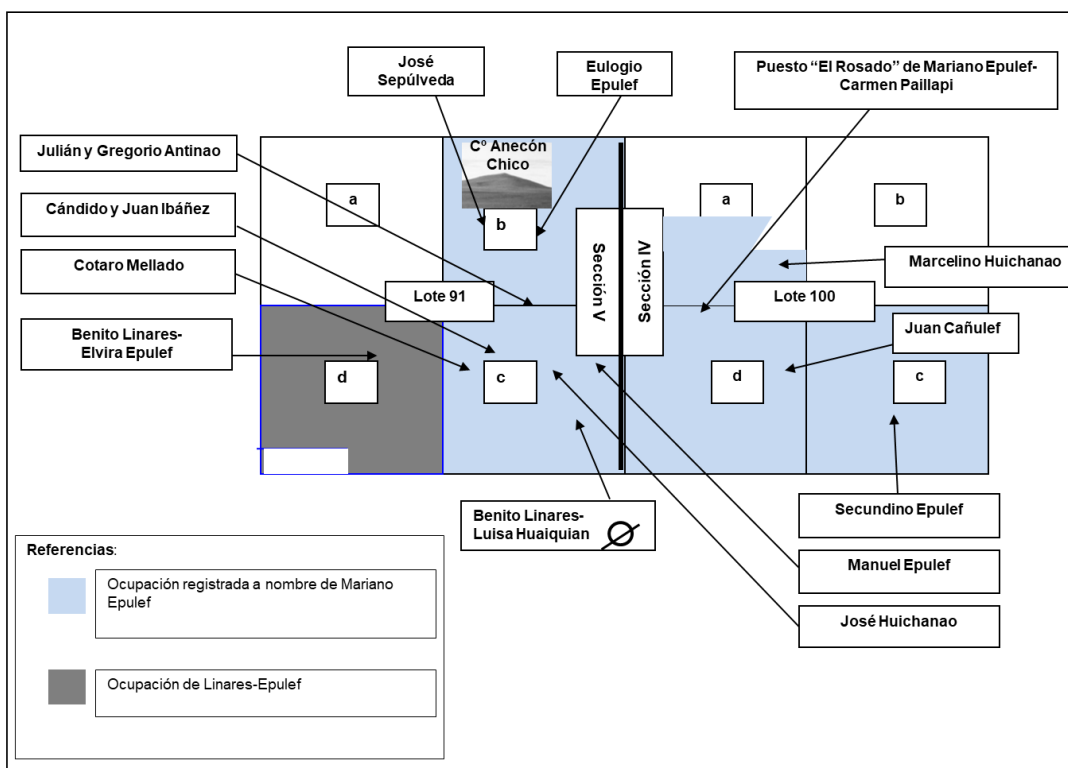 José
Sepúlveda
Eulogio
Epulef
Puesto “El Rosado” de Mariano Epulef-
Carmen Paillapi
Julián y Gregorio Antinao
Cº Anecón
Chico
a
b
a
b
Cándido y Juan Ibáñez
Cotaro Mellado
Sección V
Sección IV
Marcelino Huichanao
Lote 91
Lote 100
Benito Linares-
Elvira Epulef
Juan Cañulef
d
c
d
c
Benito Linares-
Luisa Huaiquian
Secundino Epulef
Manuel Epulef
José Huichanao
Referencias:
Ocupación registrada a nombre de Mariano
Epulef
Ocupación de Linares-Epulef